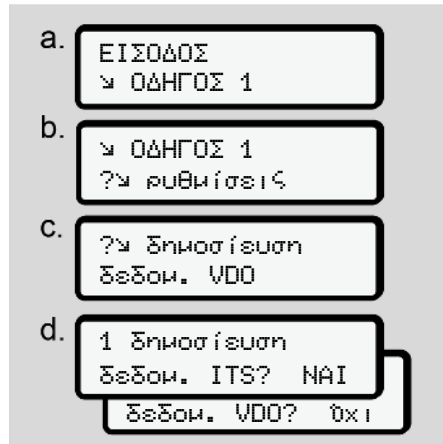 a.
ΕΙΣΟΔΟΣ
↘ ΟΔΗΓΟΣ 1
b.
↘ ΟΔΗΓΟΣ 1
?↘ ρυθμίσεις
c.
?↘ δημοσίευση
δεδομ. VDO
d.
1 δημοσίευση
δεδομ. ITS? ΝΑΙ
δεδομ. VDO? Όχι